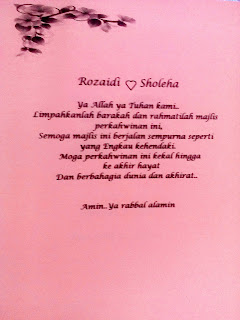 Rozaidi ♡ Sholeha
Ya Allah ya Tuhan kami..
Limpahkanlah barakah dan rahmatilah majlis
perkahwinan ini,
Semoga majlis ini berjalan sempurna seperti
yang Engkau kehendaki.
Moga perkahwinan ini kekal hingga
ke akhir hayat
Dan berbahagia dunia dan akhirat..
Amin.. Ya rabbal alamin